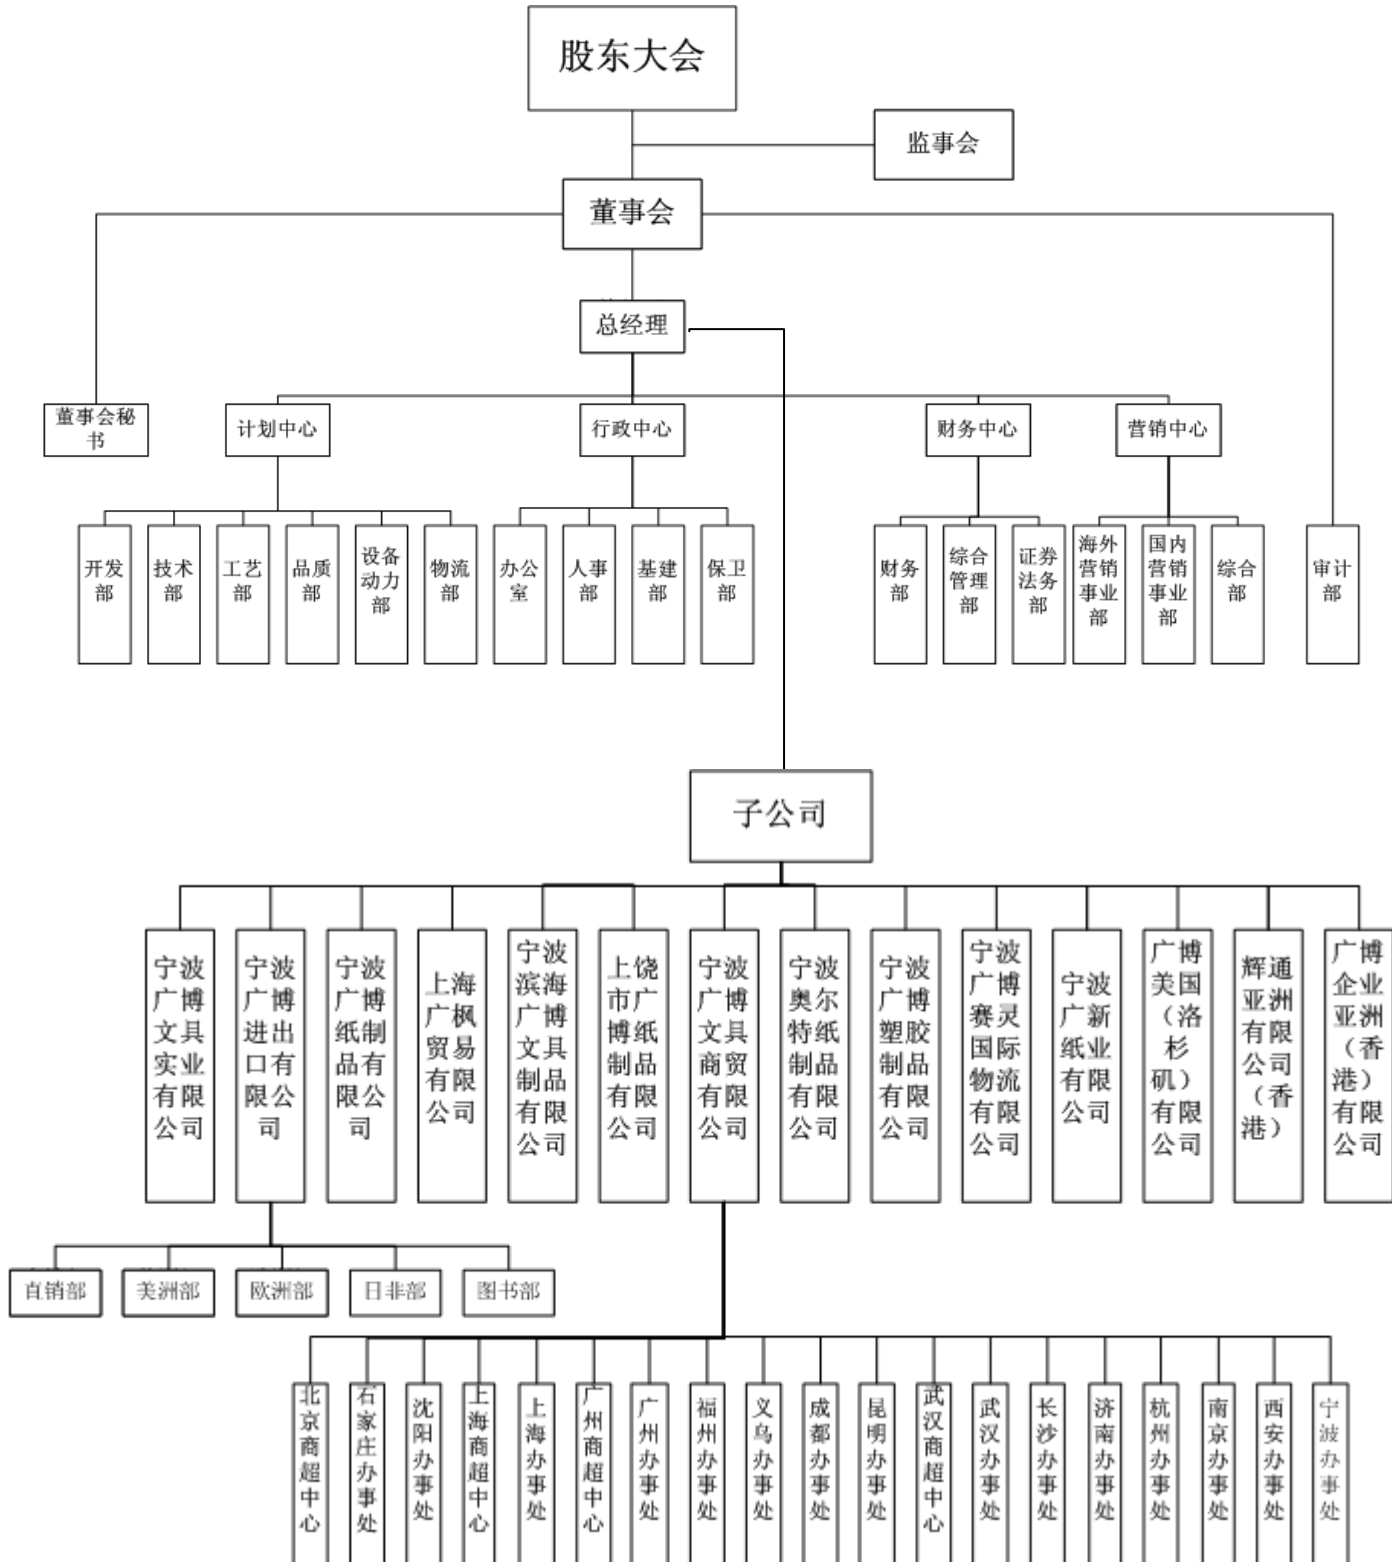 股东大会
监事会
董事会
总经理
董事会秘
书
计划中心
行政中心
财务中心
营销中心
开发
部
技术
部
工艺
部
品质
部
设备
动力
部
物流
部
办公
室
人事
部
基建
部
保卫
部
财务
部
综合
管理
部
证券
法务
部
海外
营销
事业
部
国内
营销
事业
部
综合
部
审计
部
子公司
宁波
广博
文具
实业
有限
公司
宁波
广博
进出
口有
限公
司
宁波
广博
纸制
品有
限公
司
上海
广枫
贸易
有限
公司
宁波
滨海
广博
文具
制品
有限
公司
上饶
市广
博纸
制品
有限
公司
宁波
广博
文具
商贸
有限
公司
宁波
奥尔
特纸
制品
有限
公司
宁波
广博
塑胶
制品
有限
公司
宁波
广博
赛灵
国际
物流
有限
公司
宁波
广新
纸业
有限
公司
广博
美国
（洛
杉
矶）
有限
公司
辉通
亚洲
有限
公司
（香
港）
广博
企业
亚洲
（香
港）
有限
公司
直销部
美洲部
欧洲部
日非部
图书部
北京商超中心
石家庄办事处
沈阳办事处
上海商超中心
上海办事处
广州商超中心
广州办事处
福州办事处
义乌办事处
成都办事处
昆明办事处
武汉商超中心
武汉办事处
长沙办事处
济南办事处
杭州办事处
南京办事处
西安办事处
宁波办事处